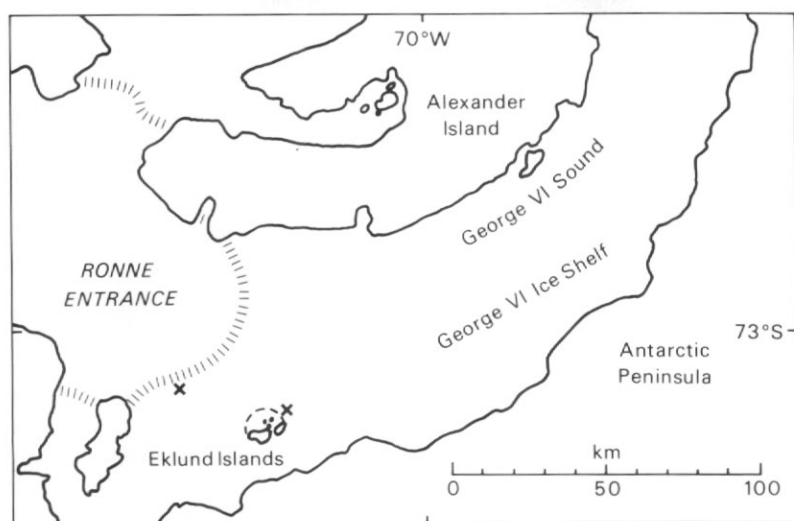 70°W
Alexander
Island
George VI Sound
RONNE
ENTRANCE
George VI Ice Shelf
73°S
Antarctic
Peninsula
Eklund Islands
km
0 50 100